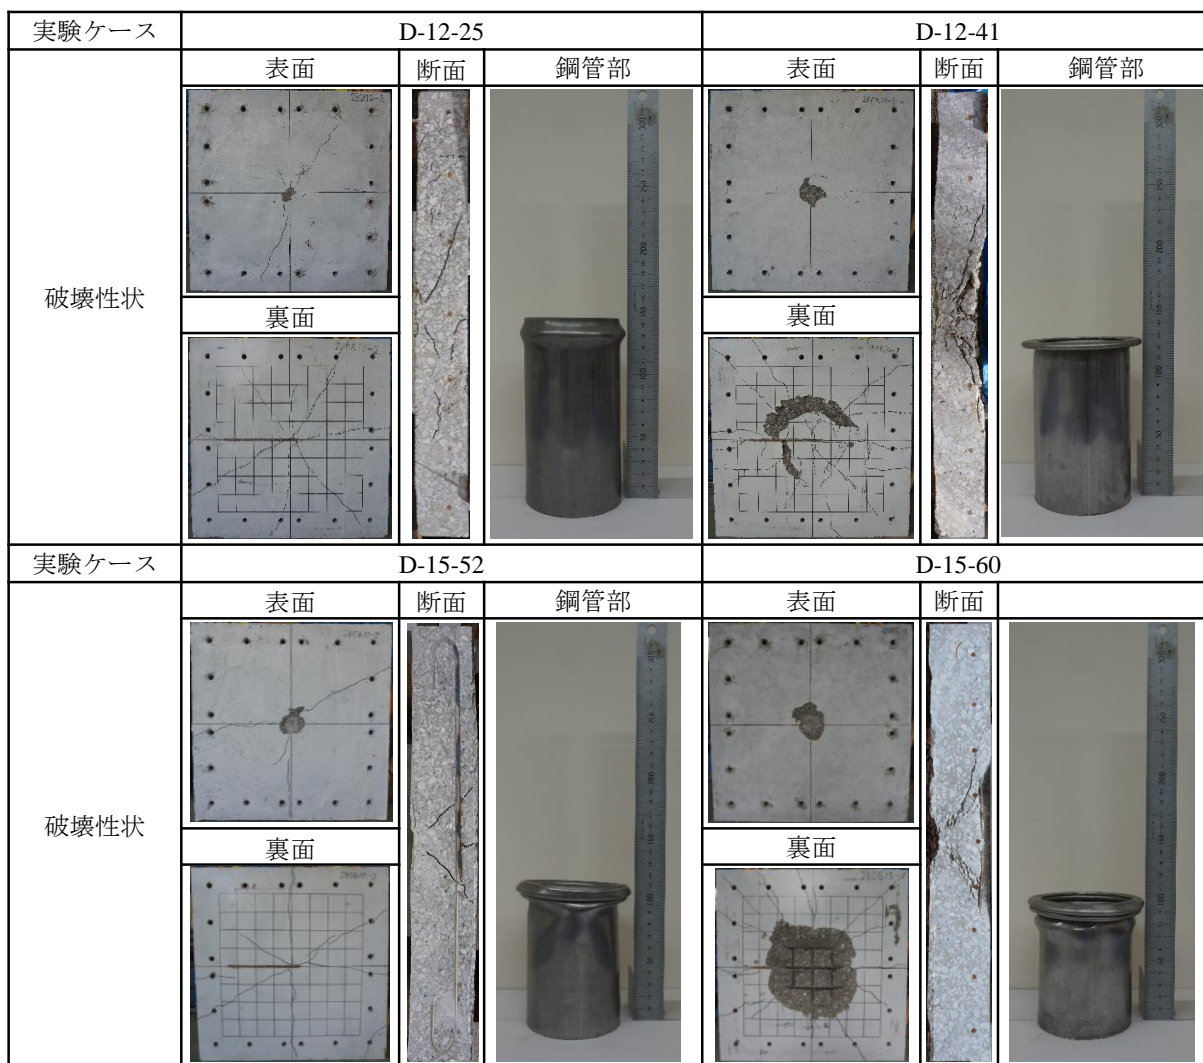 実験ケース D-12-25 D-12-41
表面 断面 鋼管部 表面 断面 鋼管部
破壊性状
裏面 裏面
実験ケース D-15-52 D-15-60
表面 断面 鋼管部 表面 断面
破壊性状
裏面 裏面